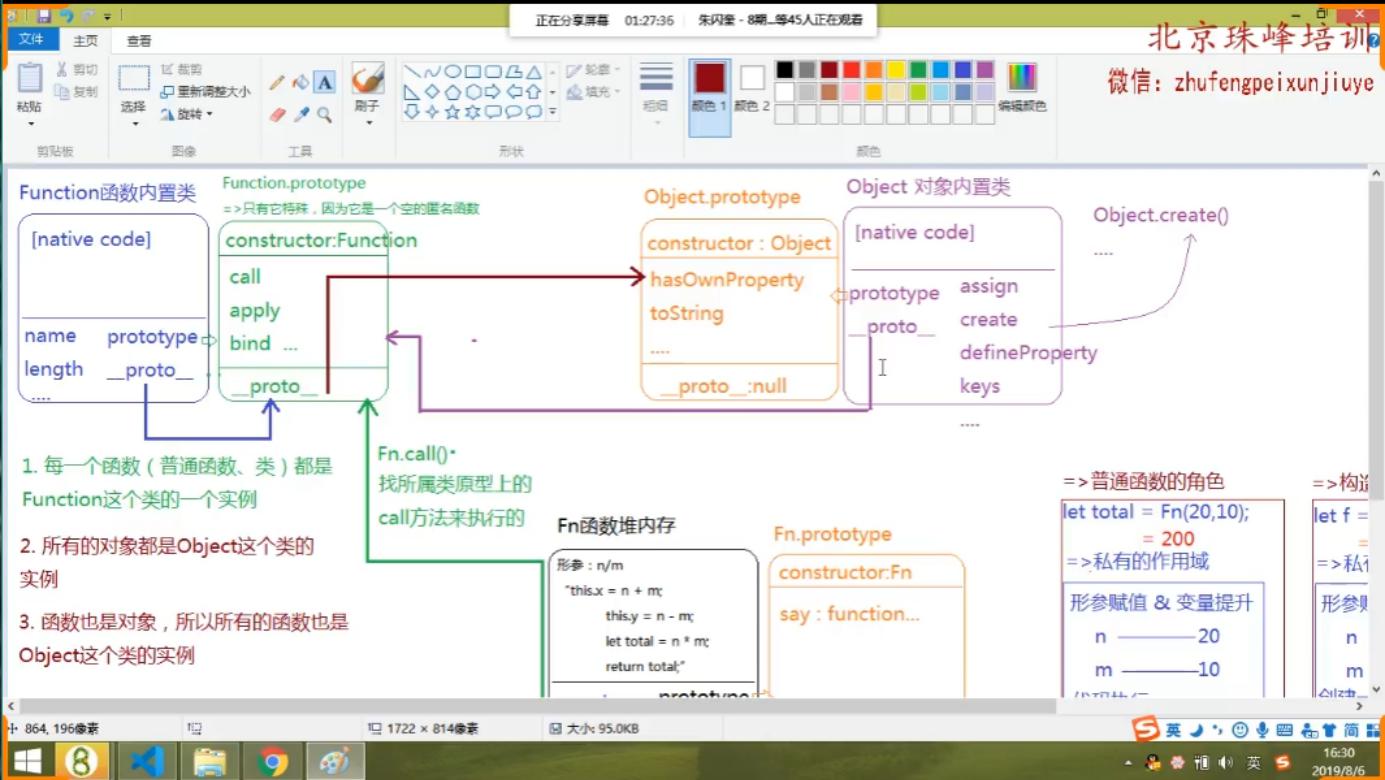 正在分享屏幕 01:27:36 朱闪奎 - 8期...等45人正在观看
文件 主页 查看
北京珠峰培训
微信: zhufengpeixunjiuye
粘贴
剪切
复制
剪贴板
选择
裁剪
重新调整大小
旋转
图像
A
工具
刷子
形状
轮廓
填充
粗细
颜色 1
颜色 2
编辑颜色
颜色
Function函数内置类
[native code]
name prototype
length __proto__
....
Function.prototype
=>只有它特殊，因为它是一个空的匿名函数
constructor:Function
call
apply
bind ...
__proto__
Object.prototype
constructor : Object
hasOwnProperty
toString
....
__proto__:null
Object 对象内置类
[native code]
prototype
__proto__
assign
create
defineProperty
keys
....
Object.create()
....
1. 每一个函数（普通函数、类）都是
Function这个类的一个实例
2. 所有的对象都是Object这个类的
实例
3. 函数也是对象，所以所有的函数也是
Object这个类的实例
Fn.call()
找所属类原型上的
call方法来执行的
Fn函数堆内存
形参 : n/m
"this.x = n + m;
this.y = n - m;
let total = n * m;
return total;"
prototype
Fn.prototype
constructor:Fn
say : function...
=>普通函数的角色
let total = Fn(20,10);
= 200
=>私有的作用域
形参赋值 & 变量提升
n 20
m 10
代码执行
=>构造
let f =
=
=>私有
形参赋
n
m
创建
864, 196像素
1722 × 814像素
大小: 95.0KB
英
简
英
16:30
2019/8/6